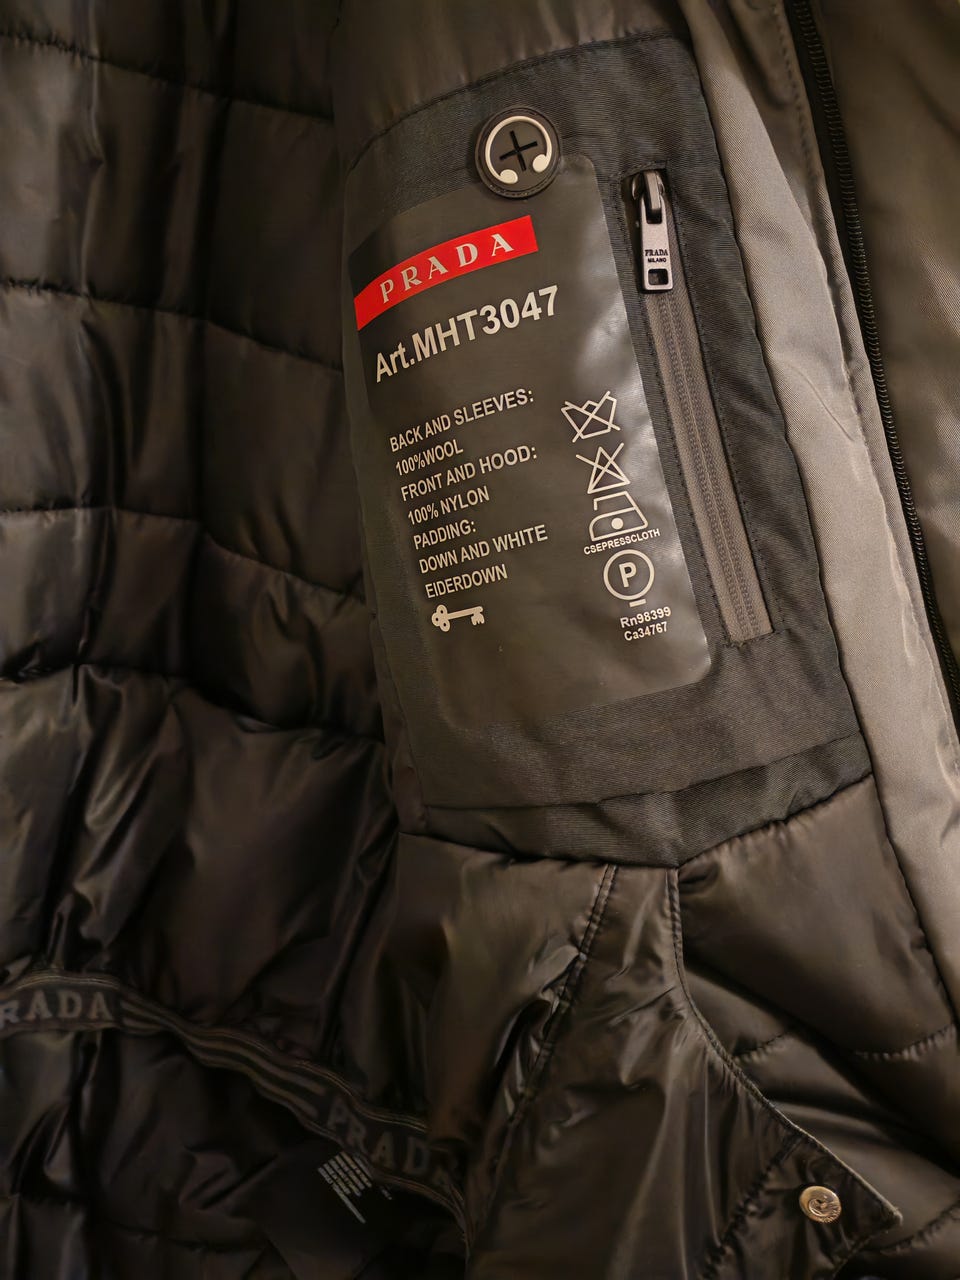 PRADA
Art.MHT3047
BACK AND SLEEVES:
100%WOOL
FRONT AND HOOD:
100% NYLON
PADDING:
DOWN AND WHITE
EIDERDOWN
CSEPRESSCLOTH
P
Rn98399
Ca34767
PRADA
MILANO
RADA
PRADA